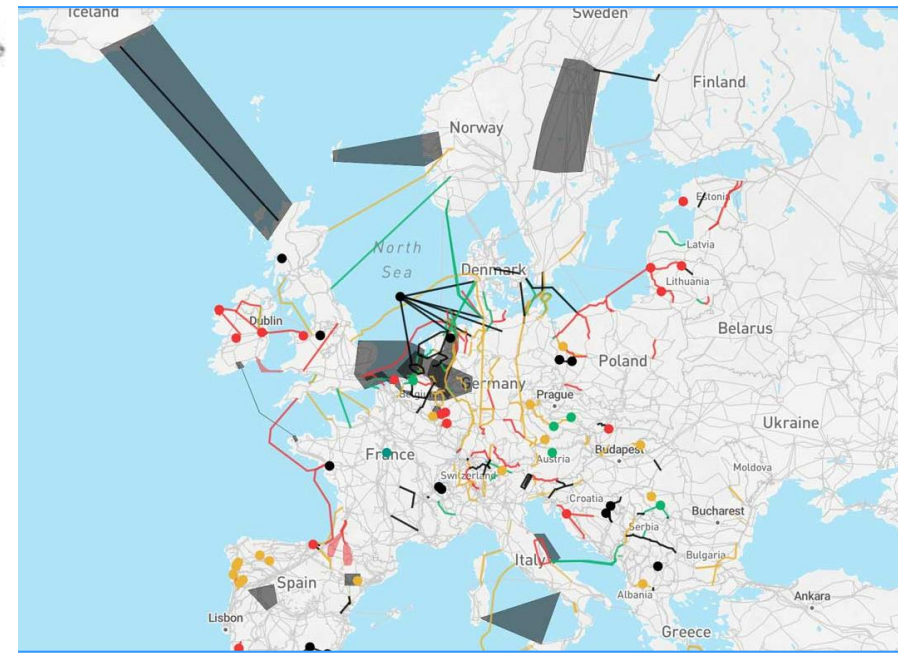 Iceland
Sweden
Finland
Norway
Estonia
North
Sea
Latvia
Denmark
Lithuania
Dublin
Belarus
Poland
Germany
Prague
Ukraine
France
Budapest
Austria
Switzerland
Moldova
Croatia
Bucharest
Serbia
Italy
Bulgaria
Spain
Albania
Ankara
Lisbon
Greece